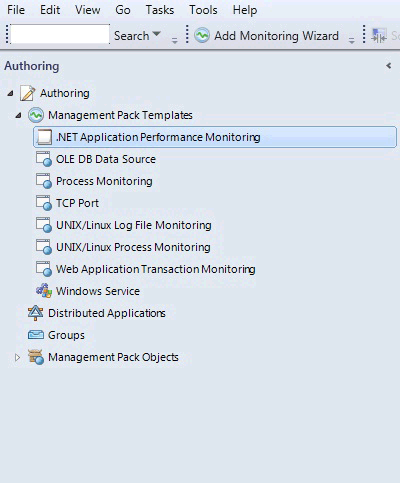 File Edit View Go Tasks Tools Help
Search Add Monitoring Wizard
Authoring
Authoring
Management Pack Templates
.NET Application Performance Monitoring
OLE DB Data Source
Process Monitoring
TCP Port
UNIX/Linux Log File Monitoring
UNIX/Linux Process Monitoring
Web Application Transaction Monitoring
Windows Service
Distributed Applications
Groups
Management Pack Objects